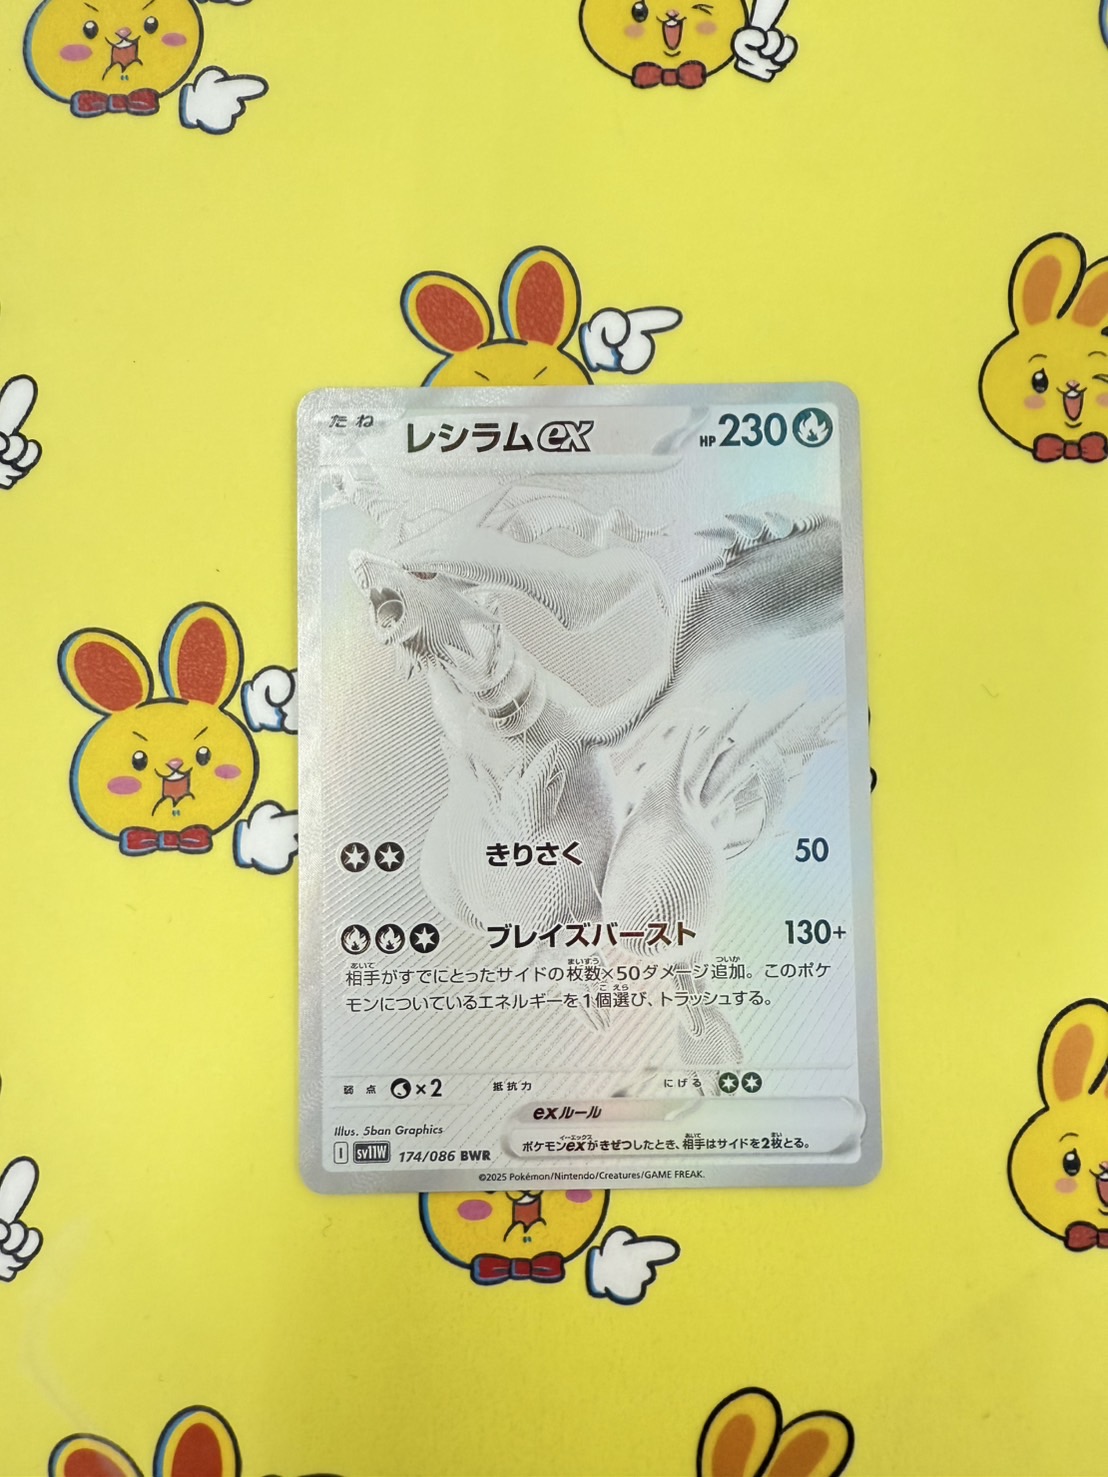 たね レシラムex HP230
きりさく 50
ブレイズバースト 130+
相手がすでにとったサイドの枚数×50ダメージ追加。このポケ
モンについているエネルギーを1個選び、トラッシュする。
弱点 ×2 抵抗力 にげる
exルール
ポケモンexがきぜつしたとき、相手はサイドを2枚とる。
Illus. 5ban Graphics
I sv11W 174/086 BWR
©2025 Pokémon/Nintendo/Creatures/GAME FREAK.